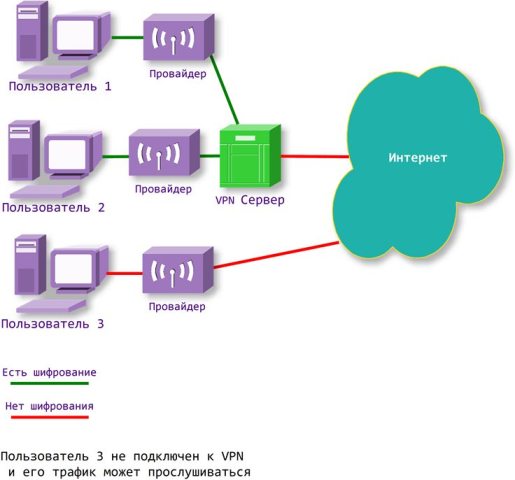 Провайдер
Пользователь 1
Интернет
Провайдер
VPN Сервер
Пользователь 2
Провайдер
Пользователь 3
Есть шифрование
Нет шифрования
Пользователь 3 не подключен к VPN
и его трафик может прослушиваться